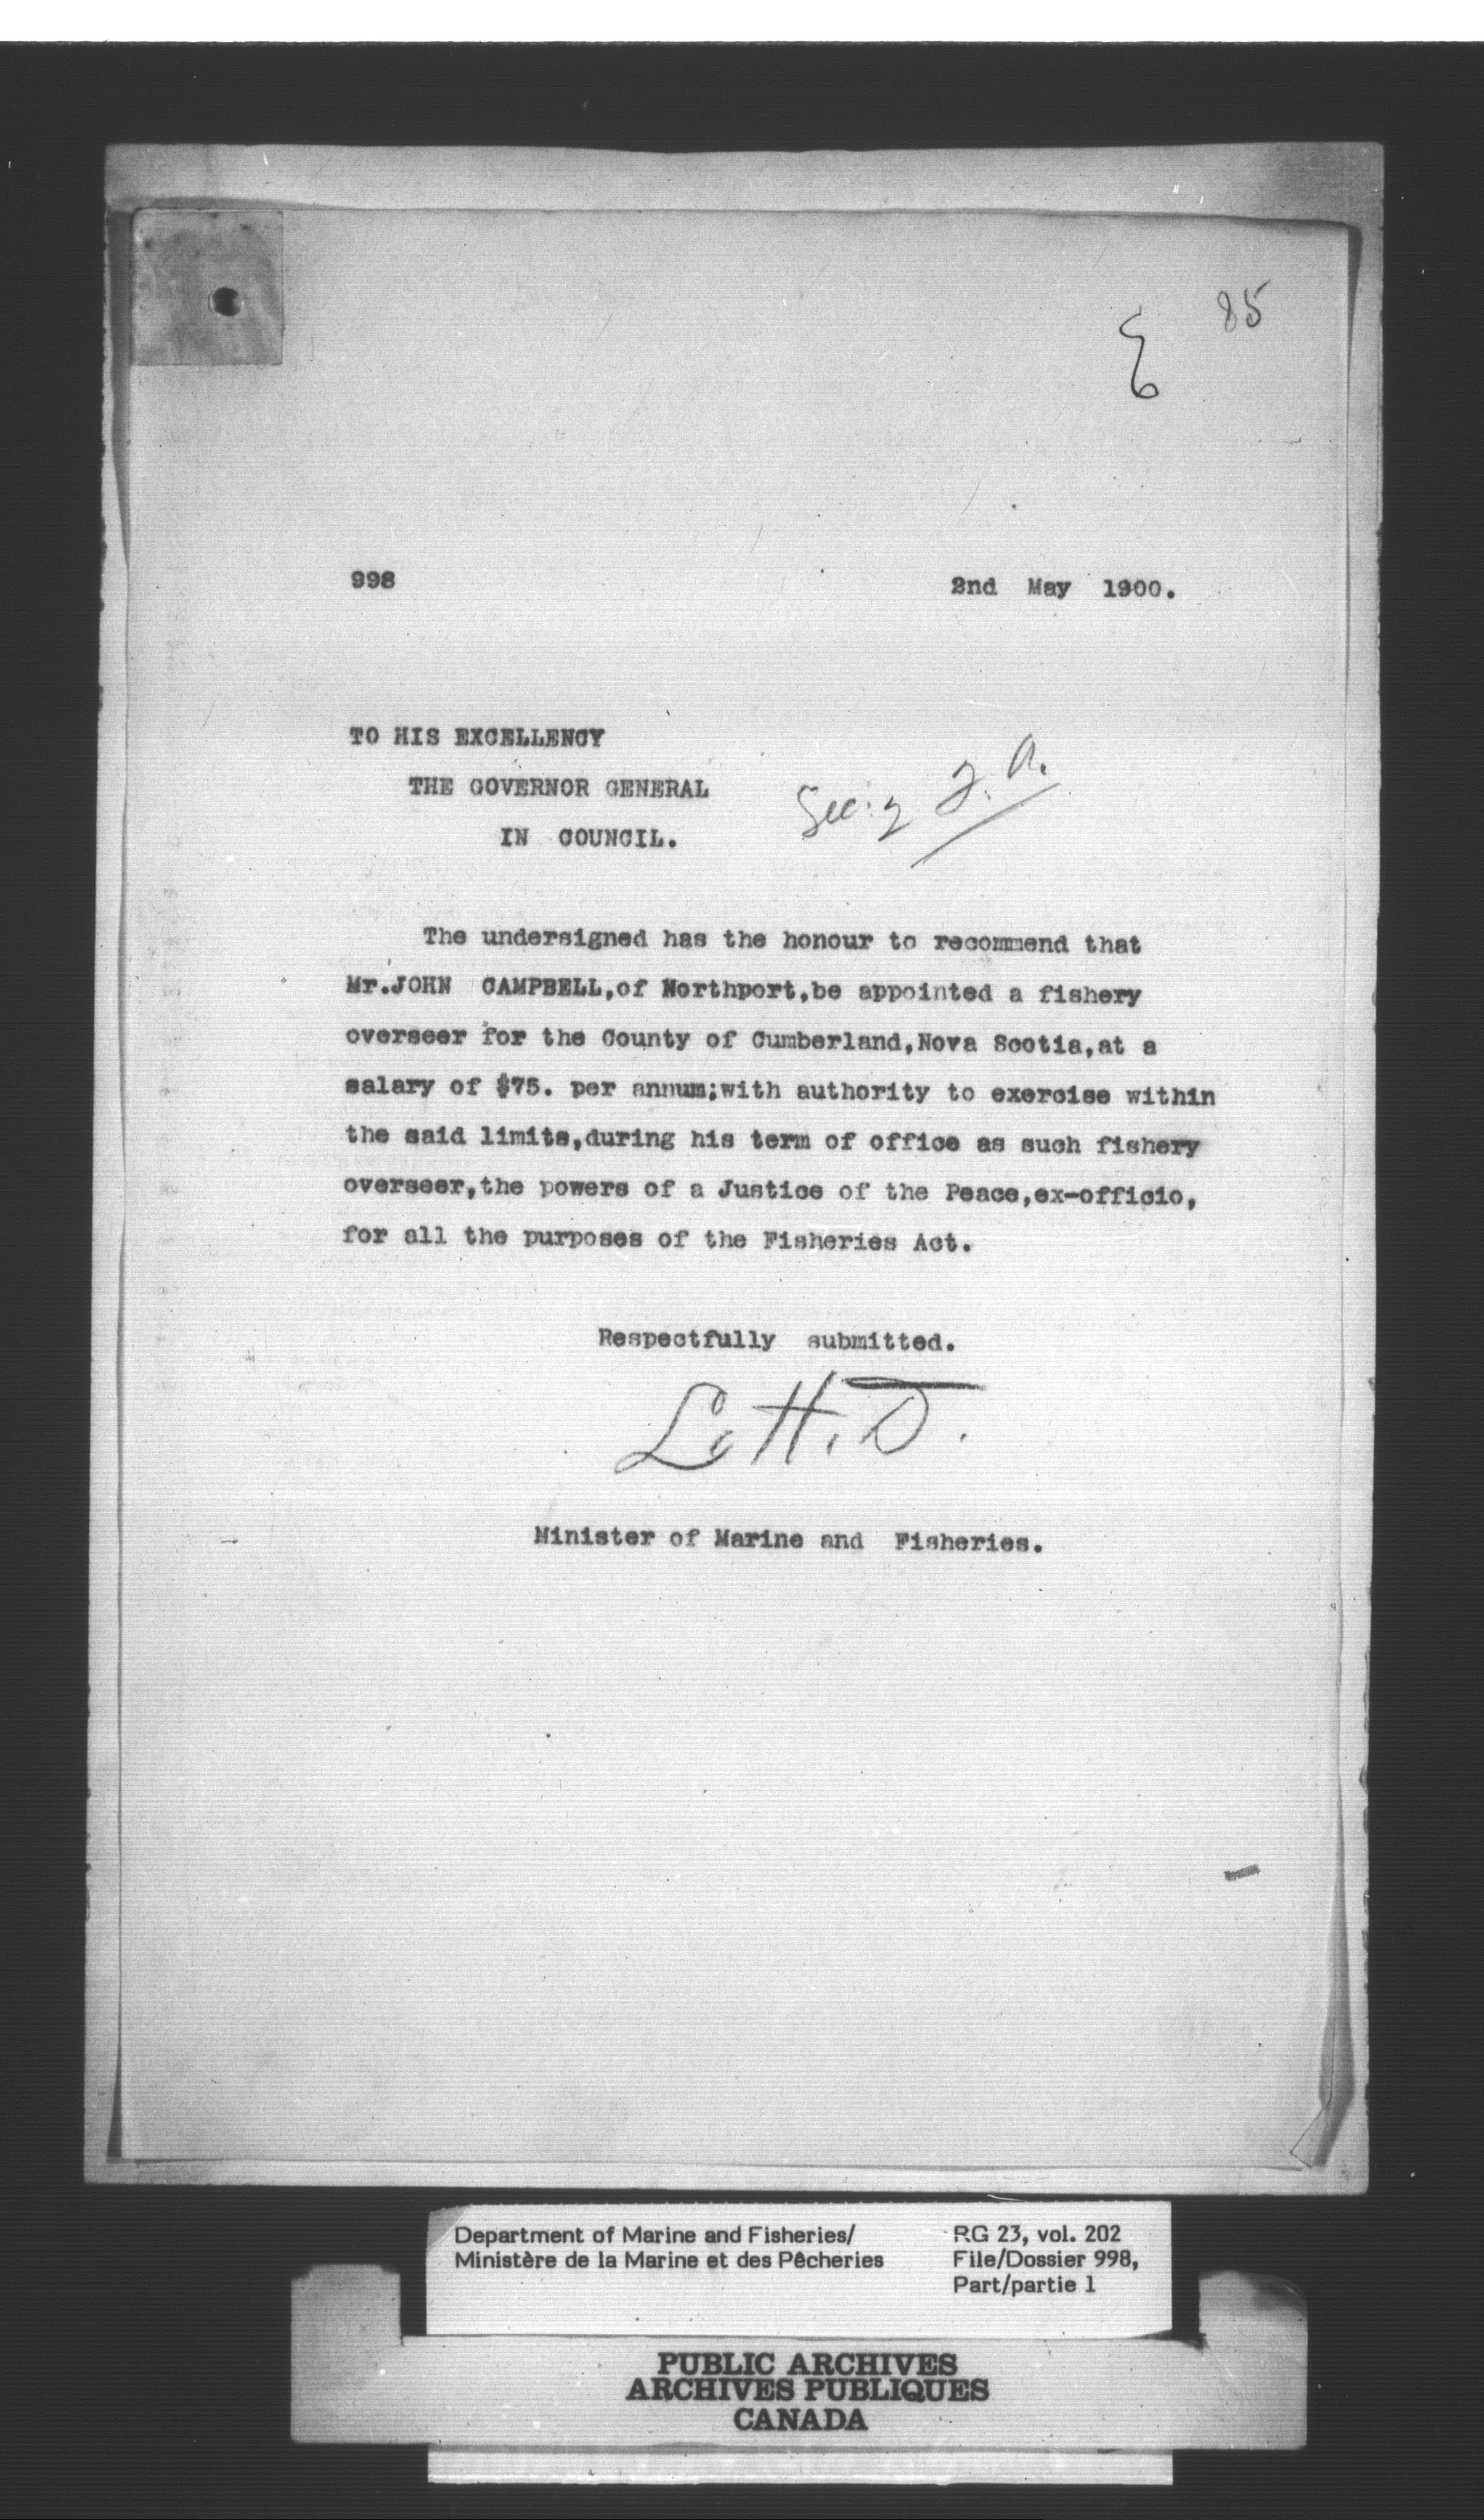 85
998 2nd May 1900.
TO HIS EXCELLENCY
THE GOVERNOR GENERAL
IN COUNCIL.
The undersigned has the honour to recommend that
Mr.JOHN CAMPBELL,of Northport,be appointed a fishery
overseer for the County of Cumberland,Nova Scotia,at a
salary of $75. per annum;with authority to exercise within
the said limits,during his term of office as such fishery
overseer,the powers of a Justice of the Peace,ex-officio,
for all the purposes of the Fisheries Act.
Respectfully submitted.
Minister of Marine and Fisheries.
Department of Marine and Fisheries/
Ministère de la Marine et des Pêcheries
RG 23, vol. 202
File/Dossier 998,
Part/partie 1
PUBLIC ARCHIVES
ARCHIVES PUBLIQUES
CANADA